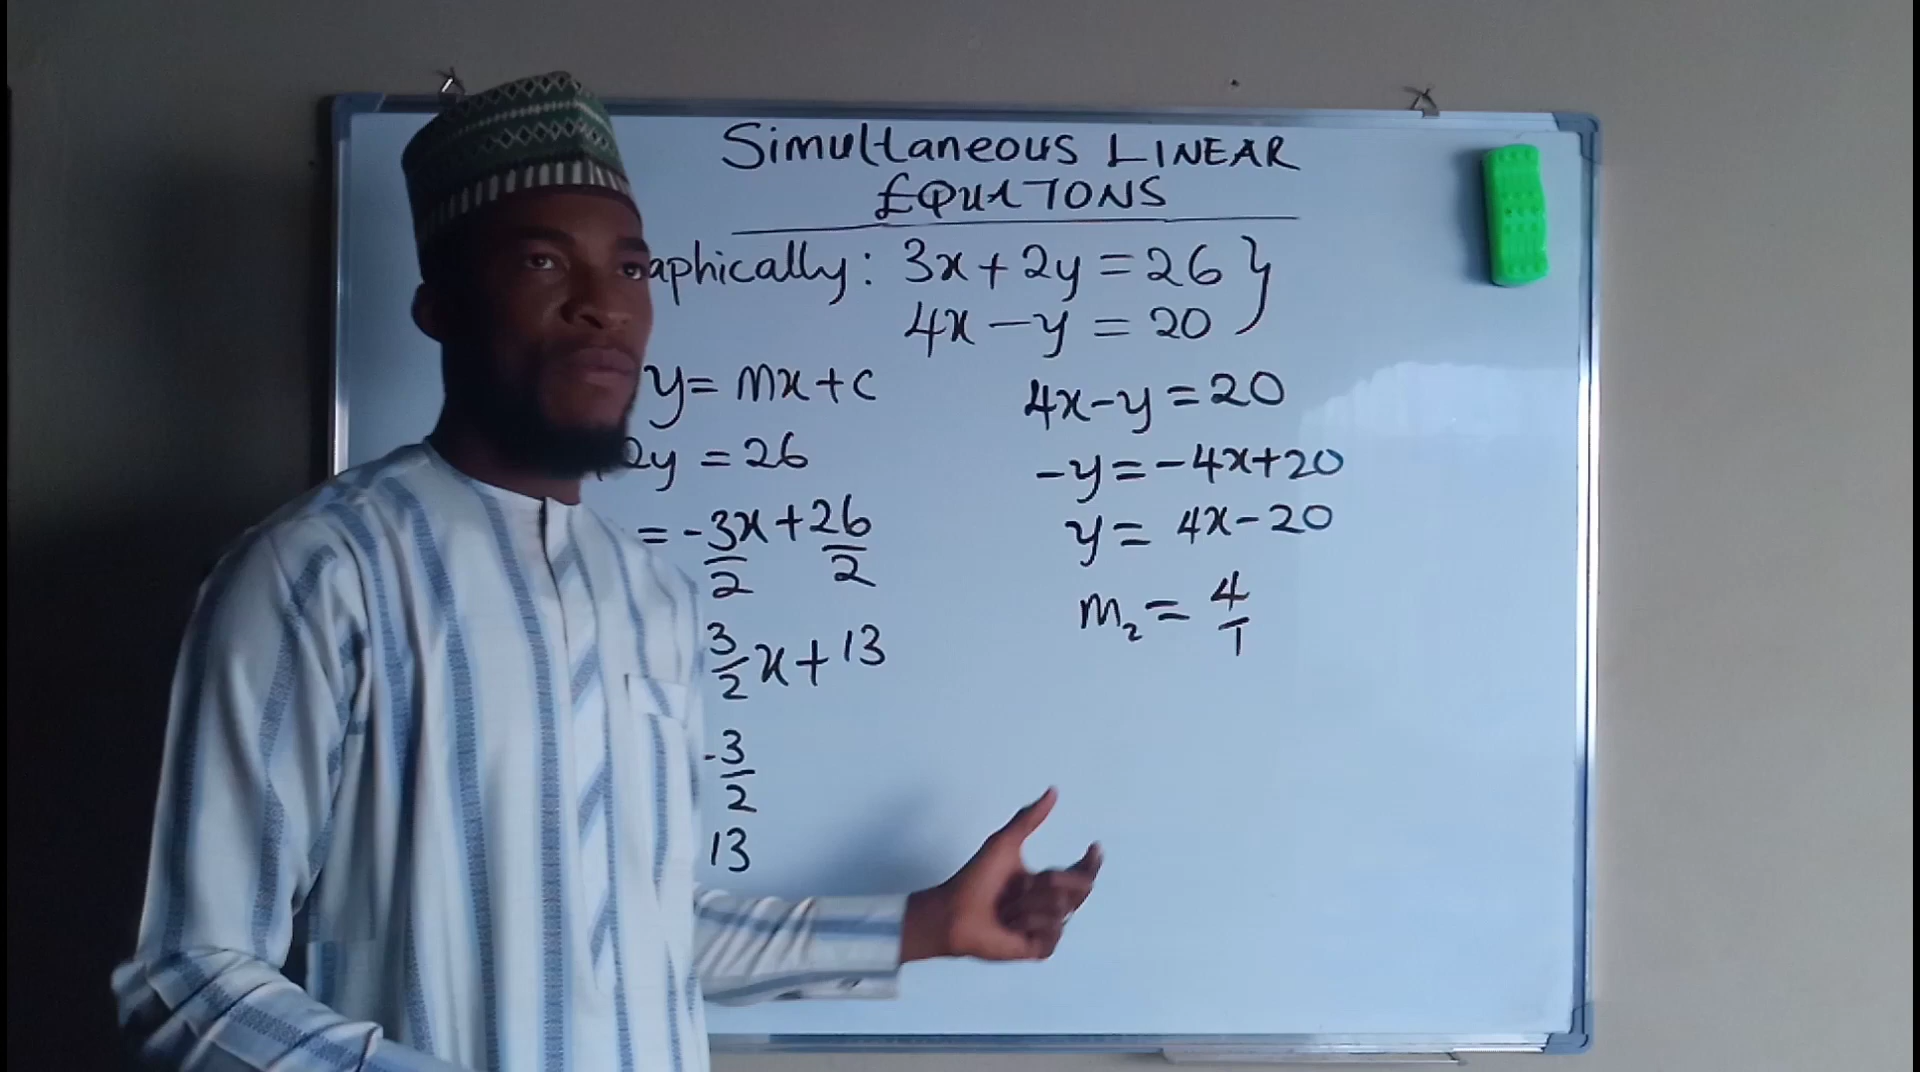 Simultaneous LINEAR
EQUATIONS
aphically: 3x + 2y = 26 }
4x - y = 20
y = mx + c
2y = 26
= -3x/2 + 26/2
3/2 x + 13
-3/2
13
4x - y = 20
-y = -4x + 20
y = 4x - 20
m₂ = 4/1